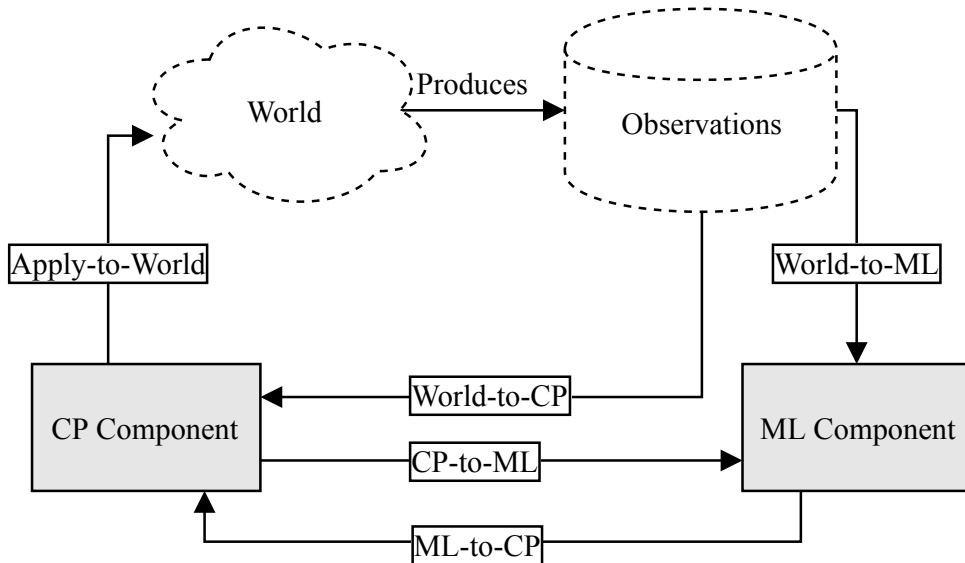 Produces
World
Observations
Apply-to-World
World-to-ML
World-to-CP
CP Component
ML Component
CP-to-ML
ML-to-CP